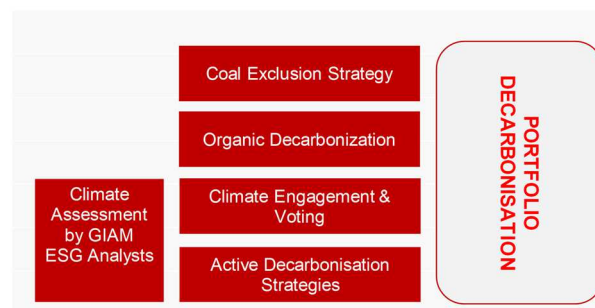 Coal Exclusion Strategy
Organic Decarbonization
Climate
Assessment
by GIAM
ESG Analysts
Climate Engagement &
Voting
Active Decarbonisation
Strategies
PORTFOLIO
DECARBONISATION